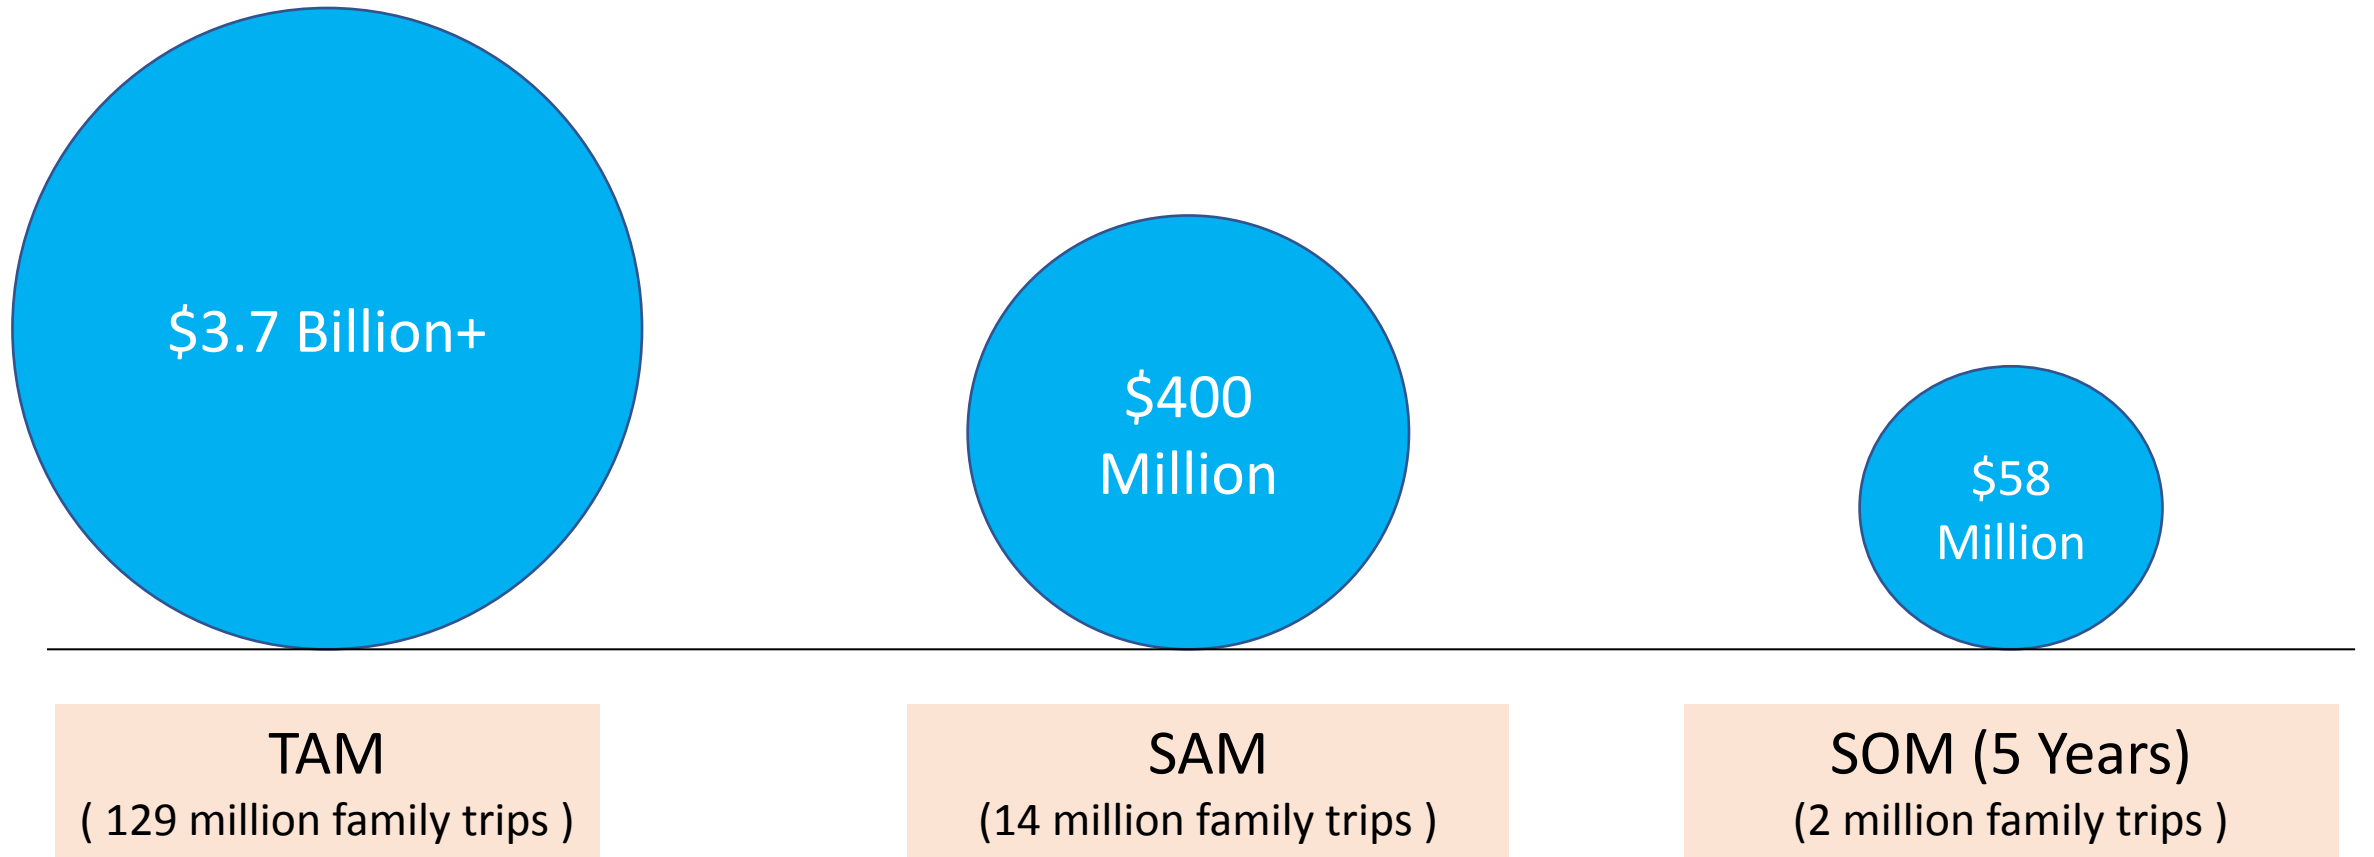 $3.7 Billion+
$400
Million
$58
Million
TAM
( 129 million family trips )
SAM
(14 million family trips )
SOM (5 Years)
(2 million family trips )